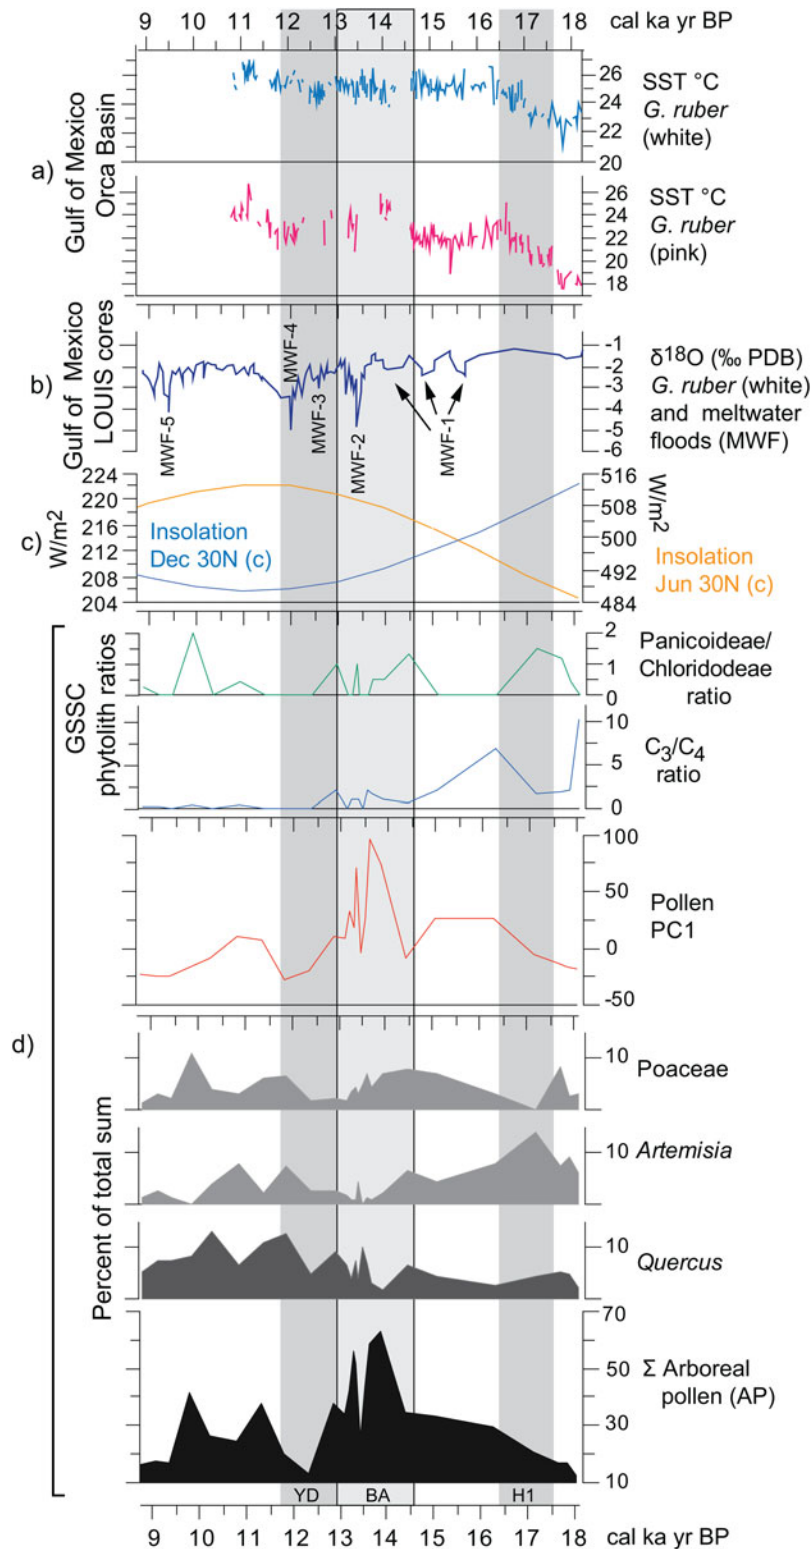 9 10 11 12 13 14 15 16 17 18 cal ka yr BP
a)
Gulf of Mexico
Orca Basin
26
24
22
20
SST °C
G. ruber
(white)
26
24
22
20
18
SST °C
G. ruber
(pink)
b)
Gulf of Mexico
LOUIS cores
MWF-5
MWF-4
MWF-3
MWF-2
MWF-1
-1
-2
-3
-4
-5
-6
δ18O (‰ PDB)
G. ruber (white)
and meltwater
floods (MWF)
c)
W/m2
224
220
216
212
208
204
Insolation
Dec 30N (c)
516
508
500
492
484
W/m2
Insolation
Jun 30N (c)
d)
GSSC
phytolith ratios
2
1
0
Panicoideae/
Chloridodeae
ratio
10
5
0
C3/C4
ratio
100
50
0
-50
Pollen
PC1
Percent of total sum
10
Poaceae
10
Artemisia
10
Quercus
70
50
30
10
Σ Arboreal
pollen (AP)
YD BA H1
9 10 11 12 13 14 15 16 17 18 cal ka yr BP